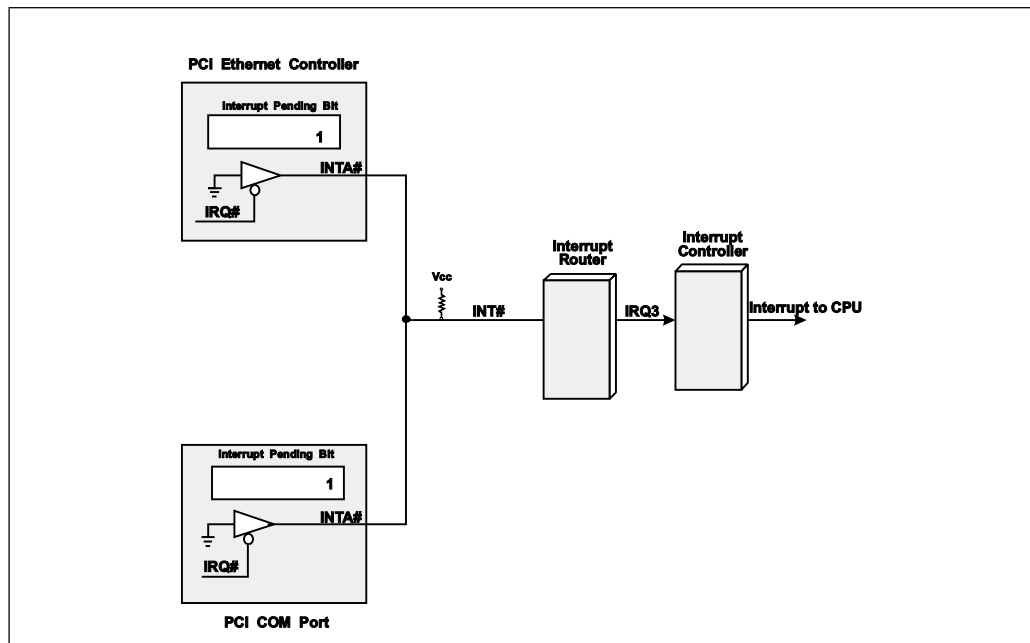 PCI Ethernet Controller
Interrupt Pending Bit
1
INTA#
IRQ#
Vcc
INT#
Interrupt
Router
IRQ3
Interrupt
Controller
Interrupt to CPU
Interrupt Pending Bit
1
INTA#
IRQ#
PCI COM Port